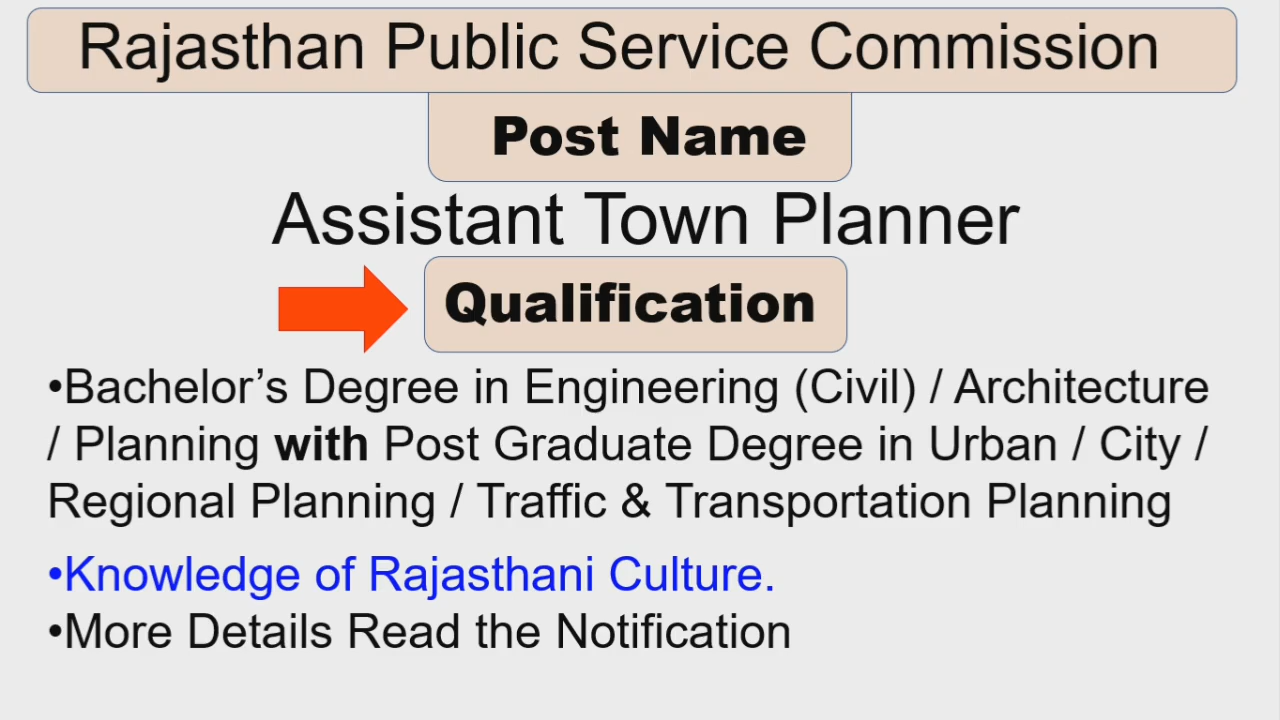 Rajasthan Public Service Commission
Post Name
Assistant Town Planner
Qualification
•Bachelor’s Degree in Engineering (Civil) / Architecture
/ Planning with Post Graduate Degree in Urban / City /
Regional Planning / Traffic & Transportation Planning
•Knowledge of Rajasthani Culture.
•More Details Read the Notification